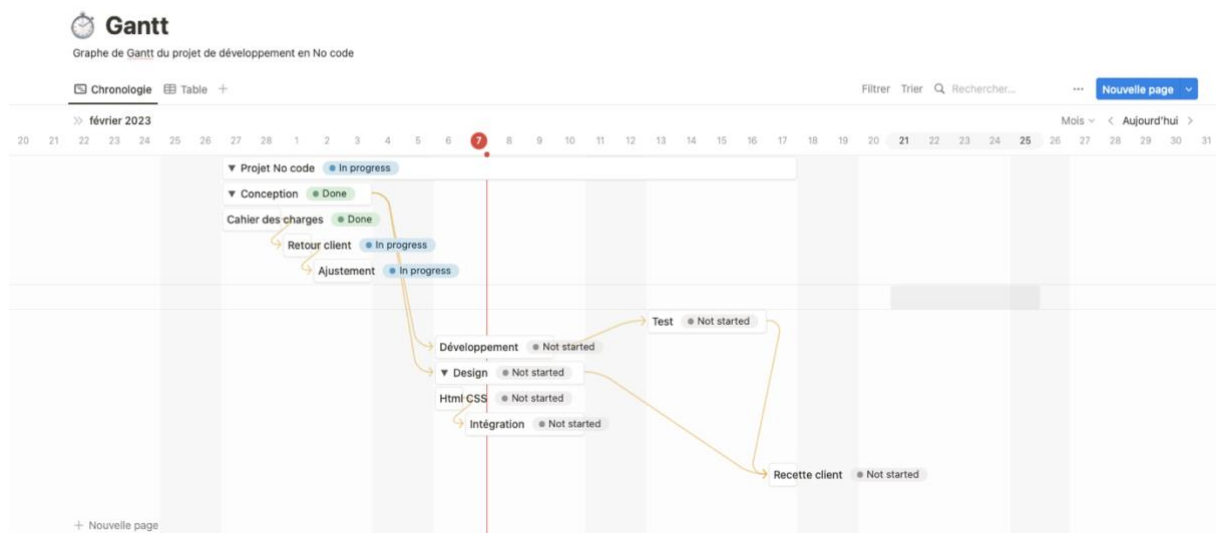 Gantt
Graphe de Gantt du projet de développement en No code
Chronologie Table + Filtrer Trier Rechercher... ... Nouvelle page
février 2023 Mois Aujourd'hui
20 21 22 23 24 25 26 27 28 1 2 3 4 5 6 7 8 9 10 11 12 13 14 15 16 17 18 19 20 21 22 23 24 25 26 27 28 29 30 31
Projet No code In progress
Conception Done
Cahier des charges Done
Retour client In progress
Ajustement In progress
Test Not started
Développement Not started
Design Not started
Html CSS Not started
Intégration Not started
Recette client Not started
+ Nouvelle page